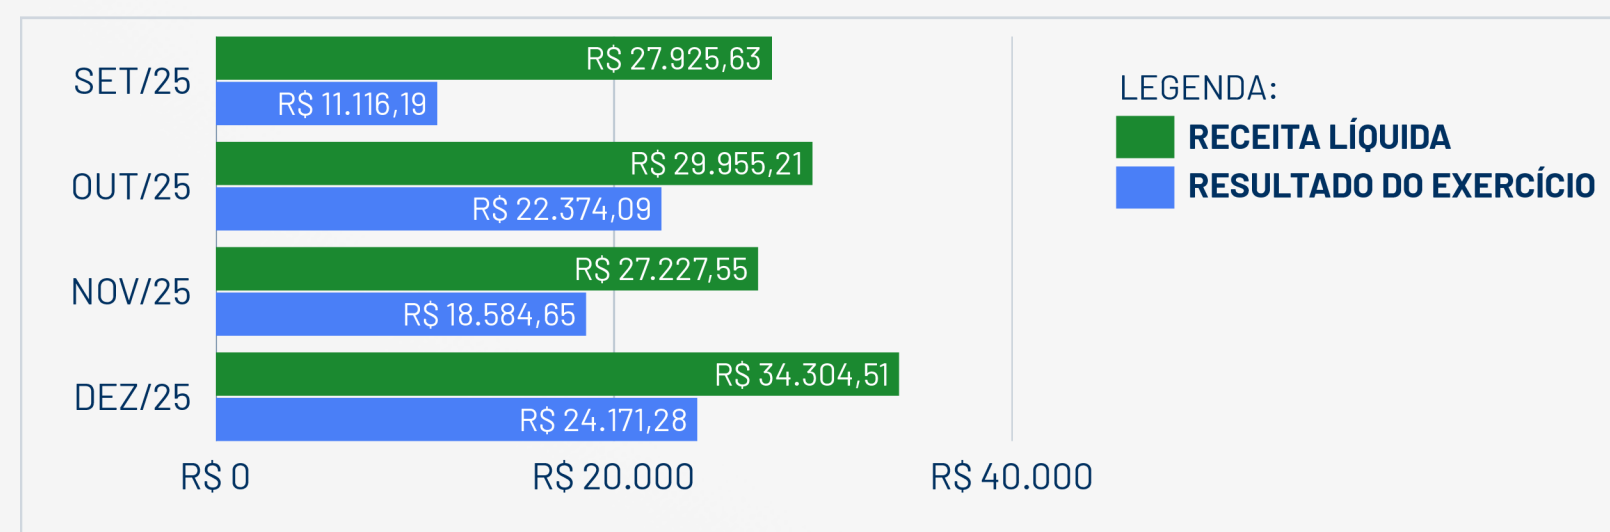 SET/25
R$ 27.925,63
R$ 11.116,19
OUT/25
R$ 29.955,21
R$ 22.374,09
NOV/25
R$ 27.227,55
R$ 18.584,65
DEZ/25
R$ 34.304,51
R$ 24.171,28
R$ 0 R$ 20.000 R$ 40.000
LEGENDA:
RECEITA LÍQUIDA
RESULTADO DO EXERCÍCIO